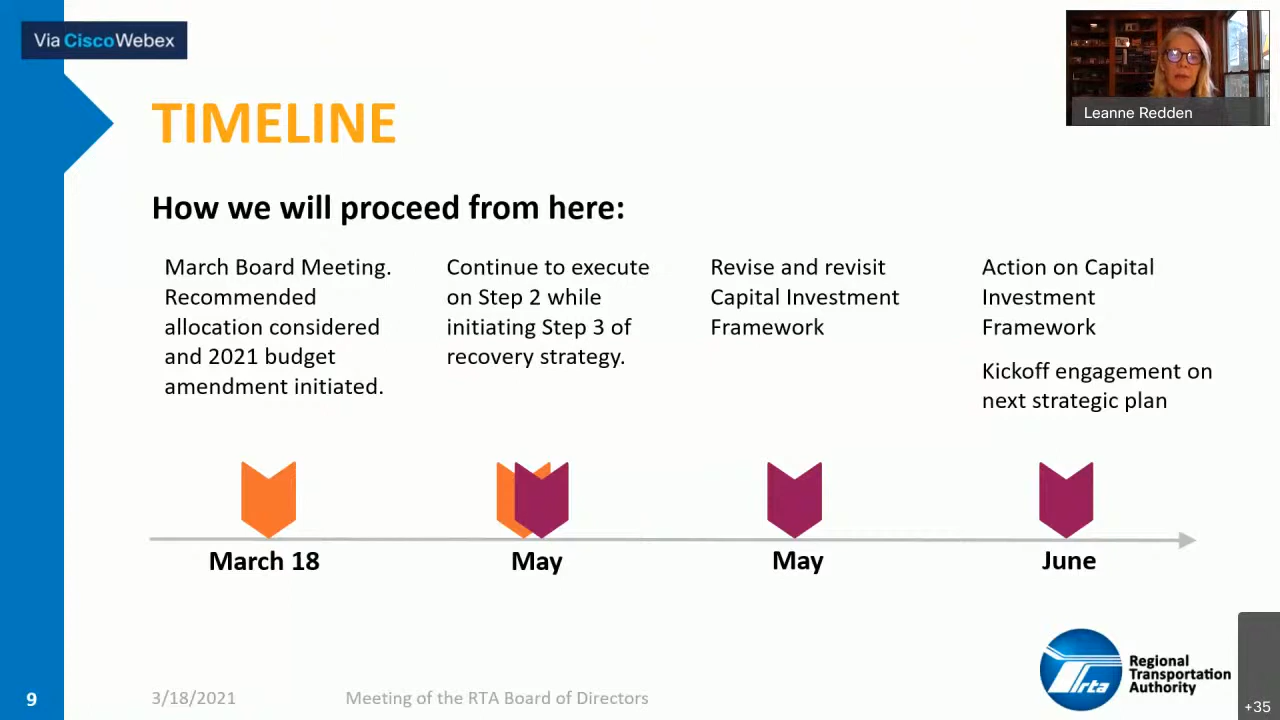 Via CiscoWebex
Leanne Redden
TIMELINE
How we will proceed from here:
March Board Meeting.
Recommended
allocation considered
and 2021 budget
amendment initiated.
Continue to execute
on Step 2 while
initiating Step 3 of
recovery strategy.
Revise and revisit
Capital Investment
Framework
Action on Capital
Investment
Framework
Kickoff engagement on
next strategic plan
March 18
May
May
June
rta
Regional
Transportation
Authority
9
3/18/2021
Meeting of the RTA Board of Directors
+35